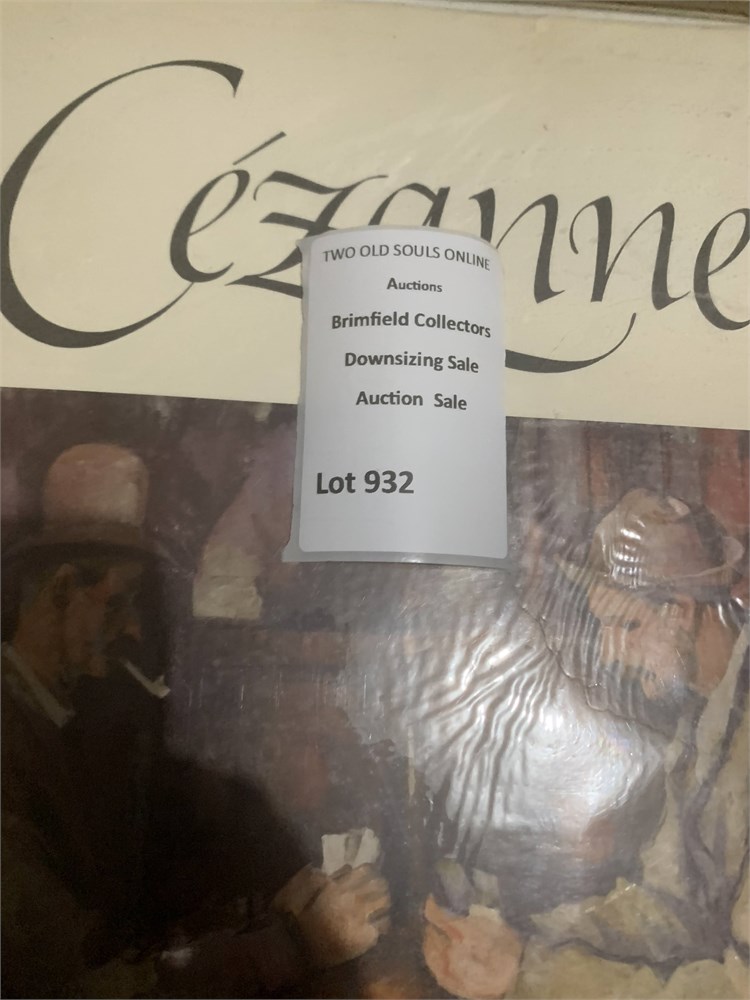 Cézanne
TWO OLD SOULS ONLINE
Auctions
Brimfield Collectors
Downsizing Sale
Auction Sale
Lot 932